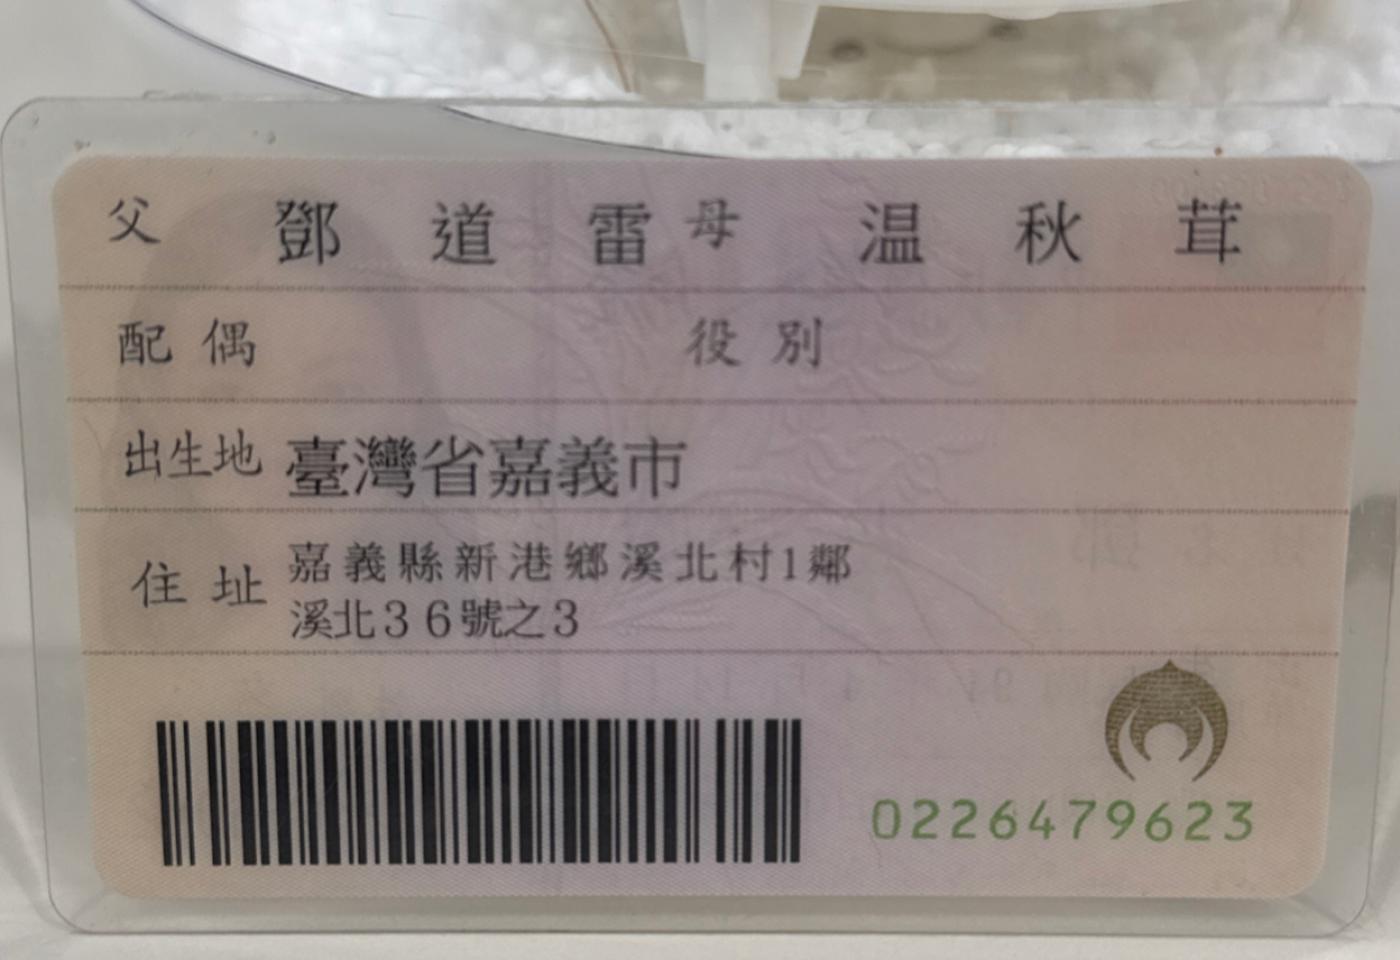 父 鄧道雷 母 温秋茸
配偶 役別
出生地 臺灣省嘉義市
住址 嘉義縣新港鄉溪北村1鄰
溪北36號之3
0226479623